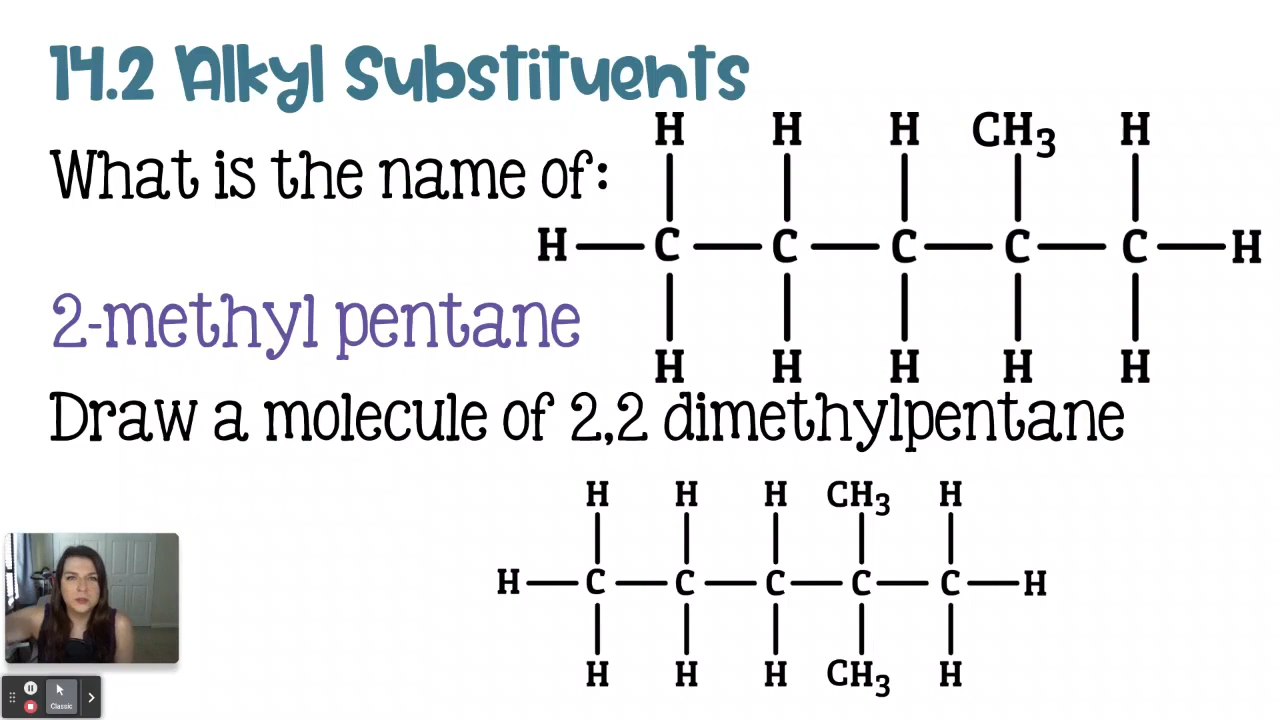 14.2 Alkyl Substituents
What is the name of:
H H H CH3 H
H—C—C—C—C—C—H
H H H H H
2-methyl pentane
Draw a molecule of 2,2 dimethylpentane
H H H CH3 H
H—C—C—C—C—C—H
H H H CH3 H
Classic